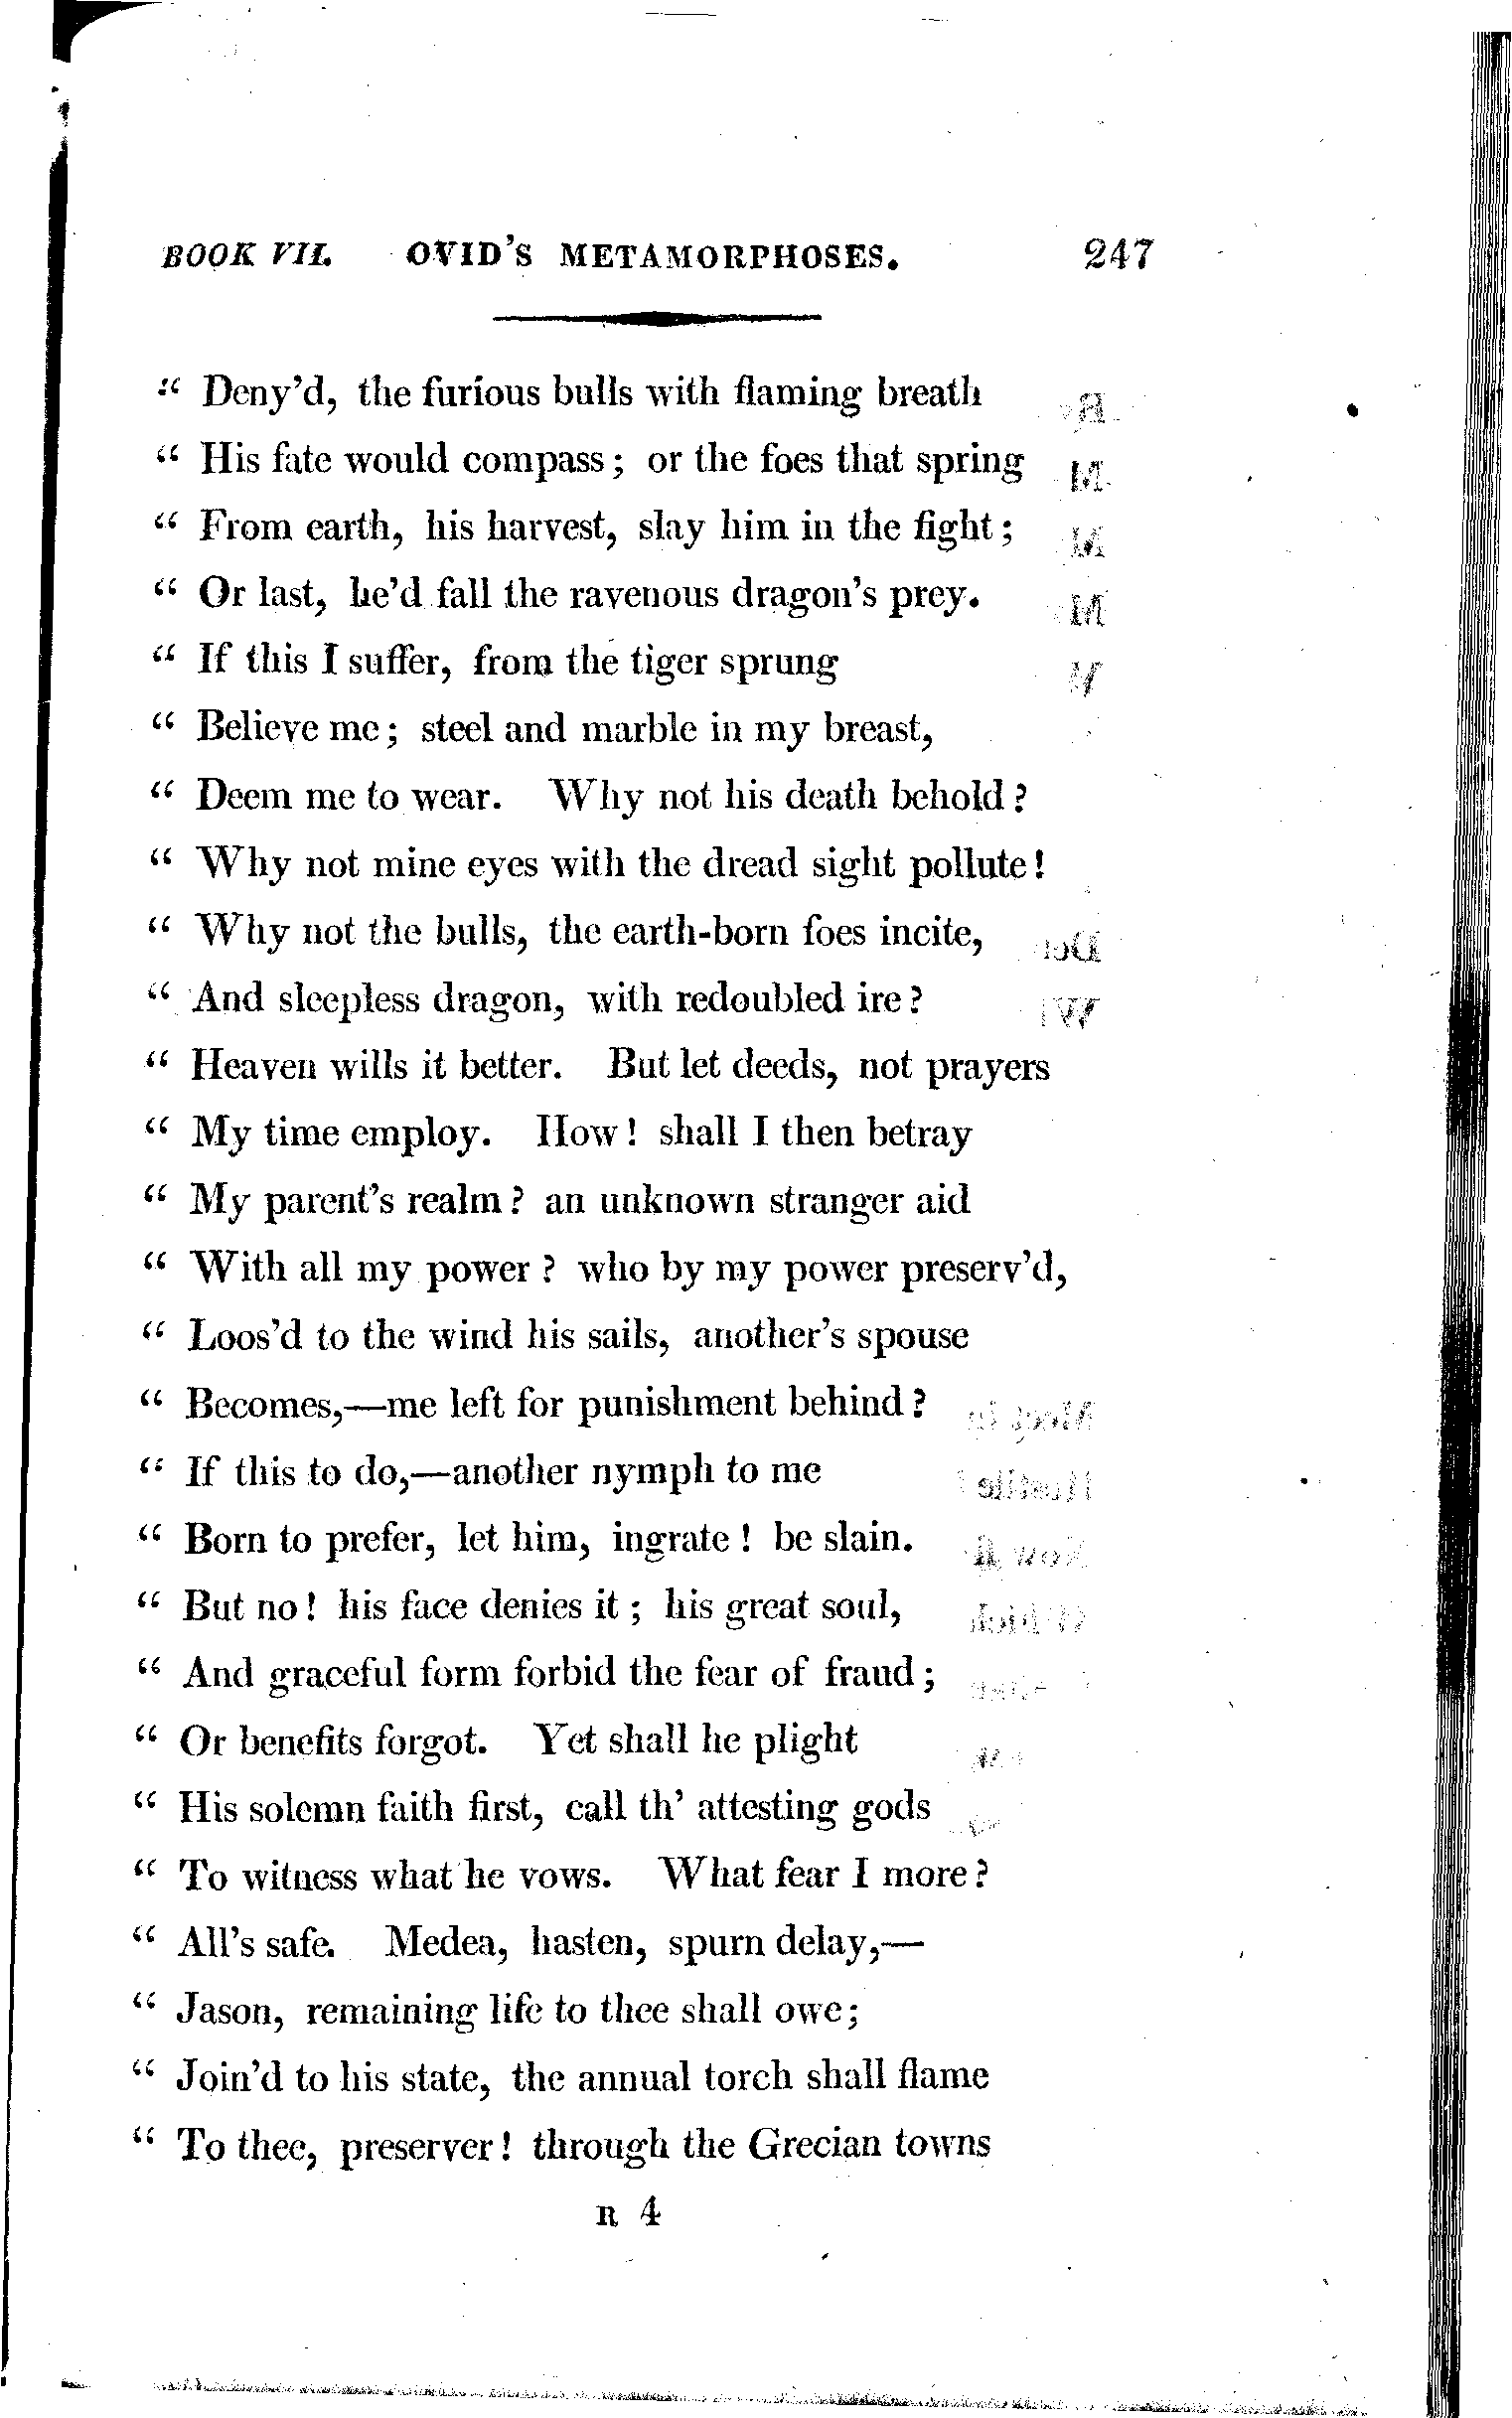 BOOK VII. OVID'S METAMORPHOSES. 247
“ Deny'd, the furious bulls with flaming breath
“ His fate would compass; or the foes that spring
“ From earth, his harvest, slay him in the fight;
“ Or last, he'd fall the ravenous dragon's prey.
“ If this I suffer, from the tiger sprung
“ Believe me; steel and marble in my breast,
“ Deem me to wear. Why not his death behold?
“ Why not mine eyes with the dread sight pollute!
“ Why not the bulls, the earth-born foes incite,
“ And sleepless dragon, with redoubled ire?
“ Heaven wills it better. But let deeds, not prayers
“ My time employ. How! shall I then betray
“ My parent's realm? an unknown stranger aid
“ With all my power? who by my power preserv'd,
“ Loos'd to the wind his sails, another's spouse
“ Becomes,—me left for punishment behind?
“ If this to do,—another nymph to me
“ Born to prefer, let him, ingrate! be slain.
“ But no! his face denies it; his great soul,
“ And graceful form forbid the fear of fraud;
“ Or benefits forgot. Yet shall he plight
“ His solemn faith first, call th' attesting gods
“ To witness what he vows. What fear I more?
“ All's safe. Medea, hasten, spurn delay,—
“ Jason, remaining life to thee shall owe;
“ Join'd to his state, the annual torch shall flame
“ To thee, preserver! through the Grecian towns
R 4